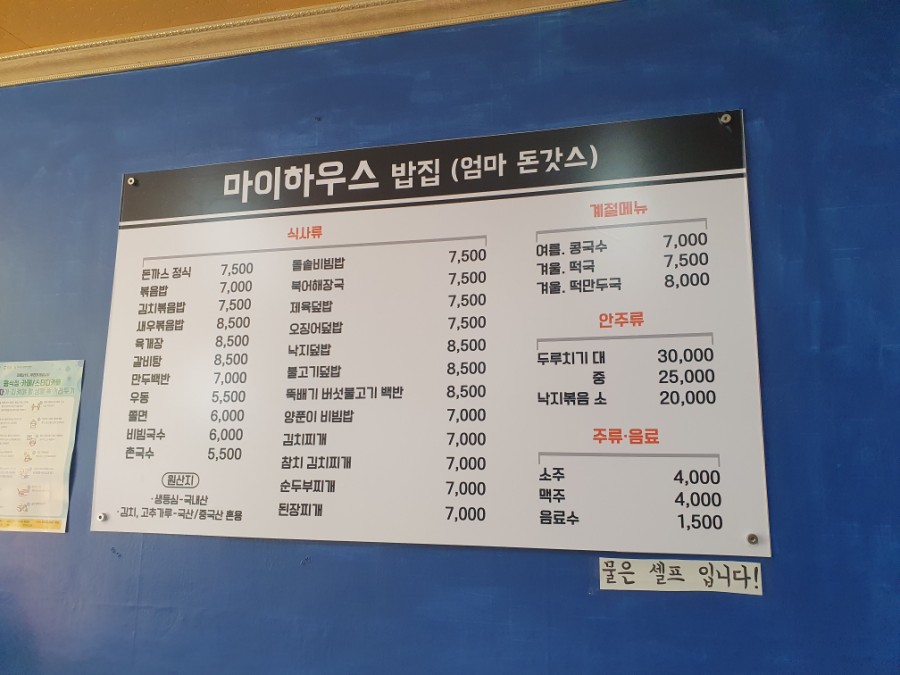 마이하우스 밥집 (엄마 돈갓스)
식사류
돈까스 정식 7,500
볶음밥 7,000
김치볶음밥 7,500
새우볶음밥 8,500
육개장 8,500
갈비탕 8,500
만두백반 7,000
우동 5,500
쫄면 6,000
비빔국수 6,000
촌국수 5,500
원산지
·생등심-국내산
·김치, 고추가루-국산/중국산 혼용
돌솥비빔밥 7,500
북어해장국 7,500
제육덮밥 7,500
오징어덮밥 7,500
낙지덮밥 8,500
불고기덮밥 8,500
뚝배기 버섯불고기 백반 8,500
양푼이 비빔밥 7,000
김치찌개 7,000
참치 김치찌개 7,000
순두부찌개 7,000
된장찌개 7,000
계절메뉴
여름. 콩국수 7,000
겨울. 떡국 7,500
겨울. 떡만두국 8,000
안주류
두루치기 대 30,000
중 25,000
낙지볶음 소 20,000
주류·음료
소주 4,000
맥주 4,000
음료수 1,500
물은 셀프 입니다!